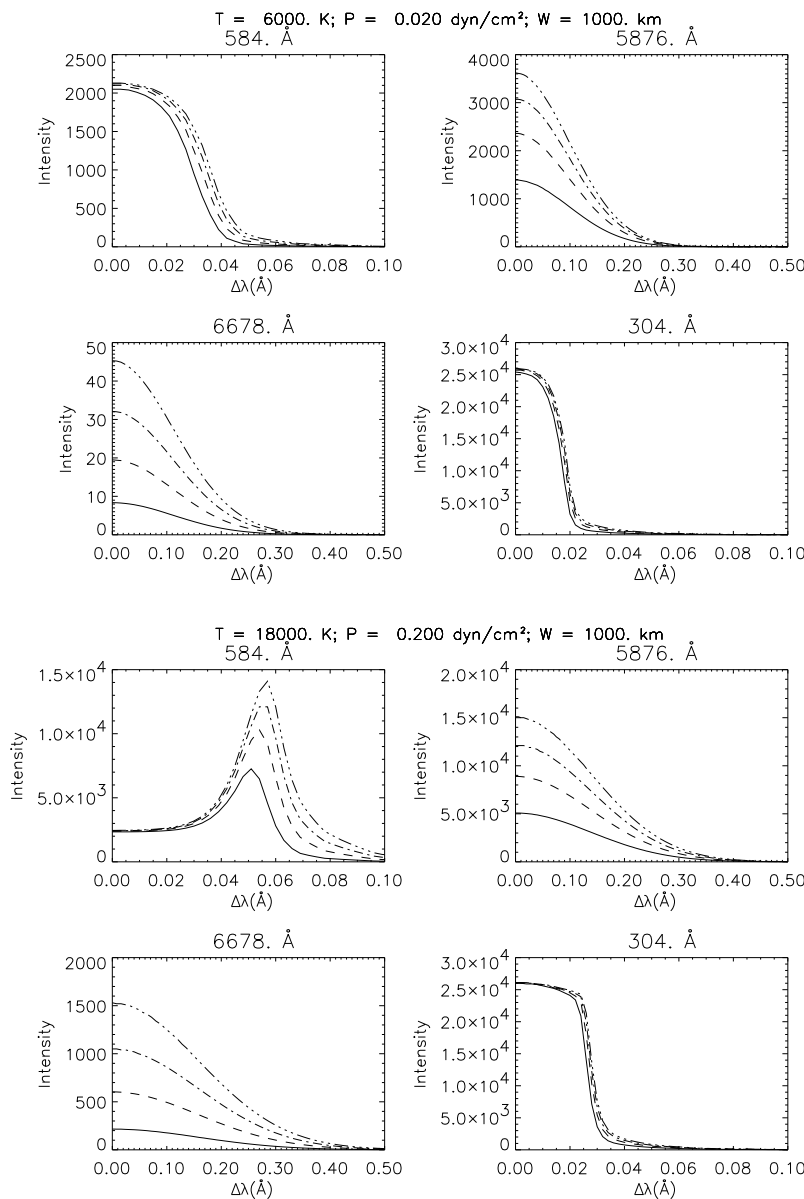 T = 6000. K; P = 0.020 dyn/cm²; W = 1000. km
584. Å
5876. Å
Intensity
2500
2000
1500
1000
500
0
0.00 0.02 0.04 0.06 0.08 0.10
Δλ(Å)
Intensity
4000
3000
2000
1000
0
0.00 0.10 0.20 0.30 0.40 0.50
Δλ(Å)
6678. Å
304. Å
Intensity
50
40
30
20
10
0
0.00 0.10 0.20 0.30 0.40 0.50
Δλ(Å)
Intensity
3.0×10⁴
2.5×10⁴
2.0×10⁴
1.5×10⁴
1.0×10⁴
5.0×10³
0
0.00 0.02 0.04 0.06 0.08 0.10
Δλ(Å)
T = 18000. K; P = 0.200 dyn/cm²; W = 1000. km
584. Å
5876. Å
Intensity
1.5×10⁴
1.0×10⁴
5.0×10³
0
0.00 0.02 0.04 0.06 0.08 0.10
Δλ(Å)
Intensity
2.0×10⁴
1.5×10⁴
1.0×10⁴
5.0×10³
0
0.00 0.10 0.20 0.30 0.40 0.50
Δλ(Å)
6678. Å
304. Å
Intensity
2000
1500
1000
500
0
0.00 0.10 0.20 0.30 0.40 0.50
Δλ(Å)
Intensity
3.0×10⁴
2.5×10⁴
2.0×10⁴
1.5×10⁴
1.0×10⁴
5.0×10³
0
0.00 0.02 0.04 0.06 0.08 0.10
Δλ(Å)